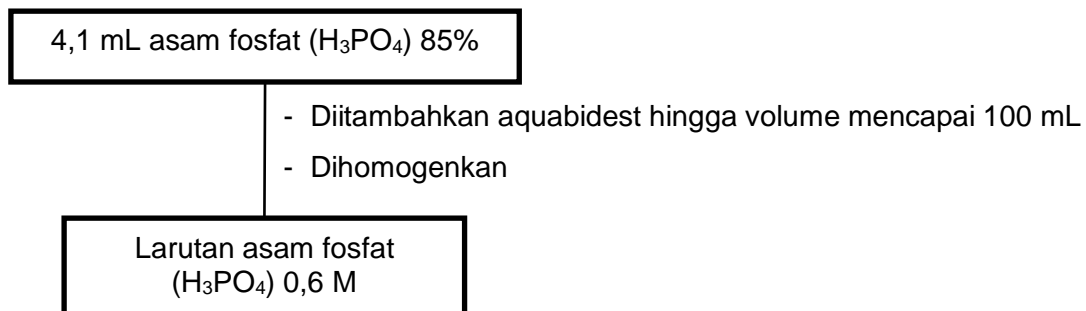 4,1 mL asam fosfat (H₃PO₄) 85%
- Diitambahkan aquabidest hingga volume mencapai 100 mL
- Dihomogenkan
Larutan asam fosfat
(H₃PO₄) 0,6 M